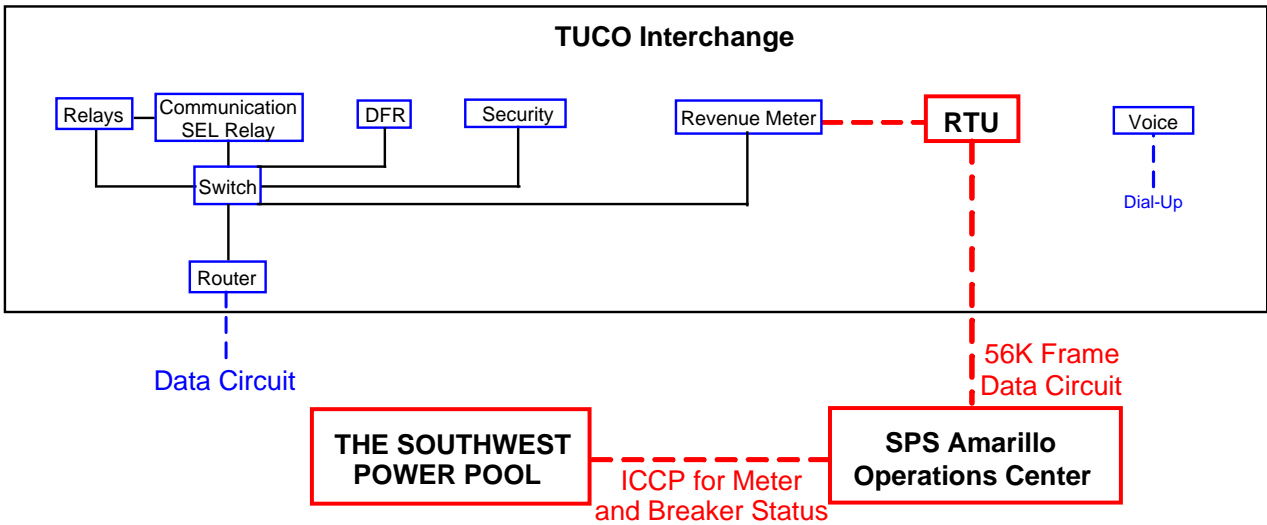 TUCO Interchange
Relays
Communication
SEL Relay
DFR
Security
Revenue Meter
RTU
Voice
Switch
Dial-Up
Router
Data Circuit
56K Frame
Data Circuit
THE SOUTHWEST
POWER POOL
ICCP for Meter
and Breaker Status
SPS Amarillo
Operations Center